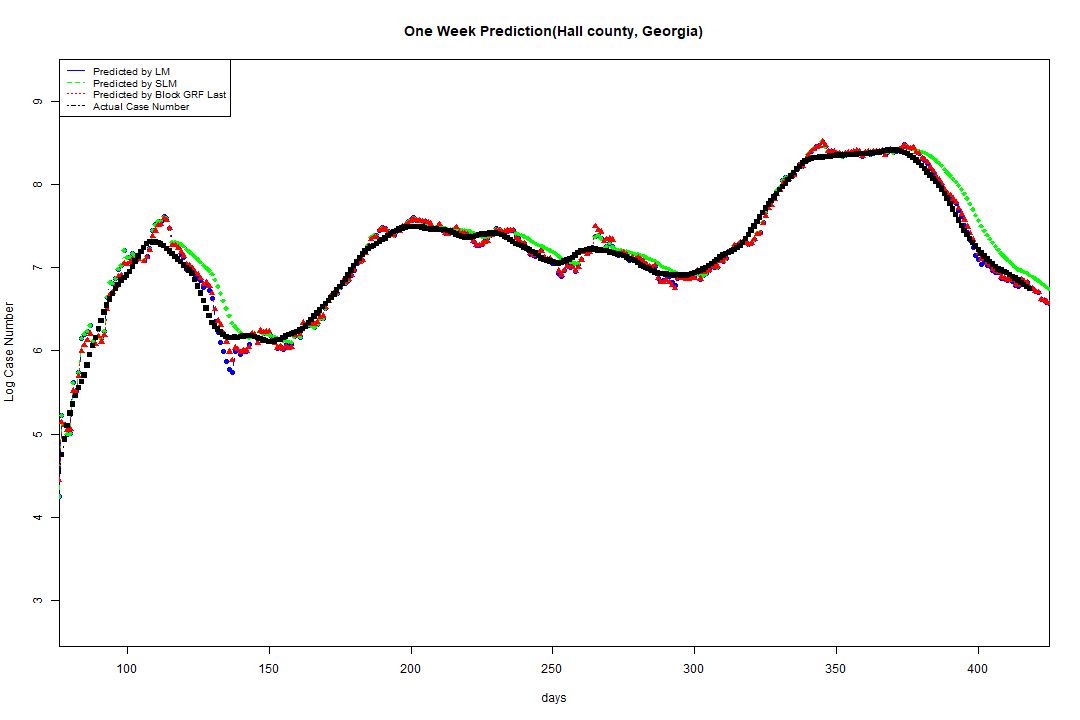 One Week Prediction(Hall county, Georgia)
Predicted by LM
Predicted by SLM
Predicted by Block GRF Last
Actual Case Number
9
8
7
6
5
4
3
Log Case Number
100 150 200 250 300 350 400
days